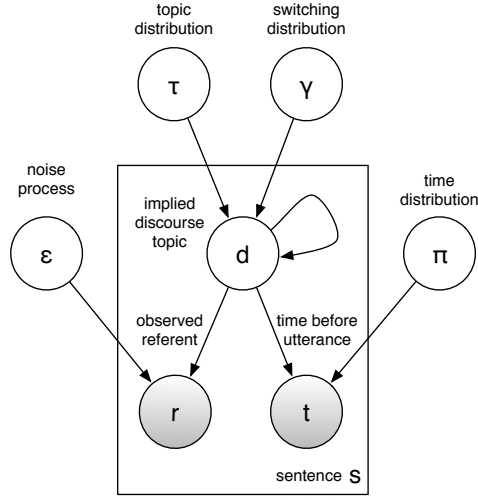 topic
distribution
switching
distribution
τ
γ
noise
process
implied
discourse
topic
time
distribution
ε
d
π
observed
referent
time before
utterance
r
t
sentence S